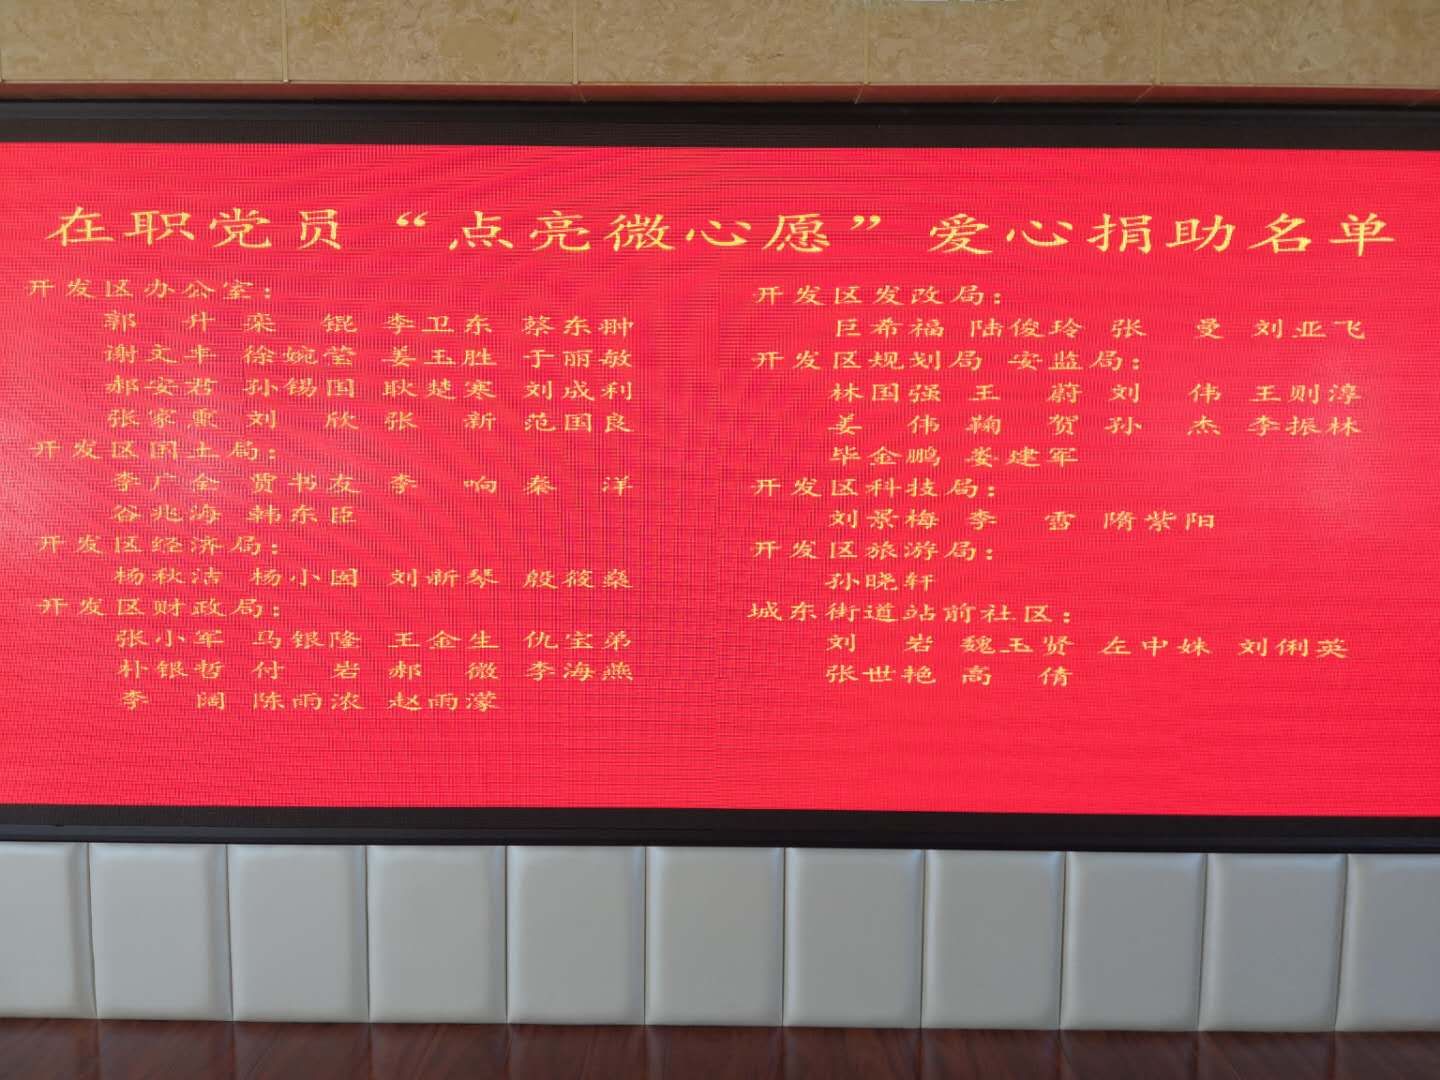 在职党员“点亮微心愿”爱心捐助名单
开发区办公室：
郭 升 栾 锟 李卫东 蔡东翀
谢文丰 徐婉莹 姜玉胜 于丽敏
郝安君 孙锡国 耿楚寒 刘成利
张家熏 刘 欣 张 新 范国良
开发区国土局：
李广全 贾书友 李 响 秦 洋
谷兆海 韩东臣
开发区经济局：
杨秋洁 杨小囡 刘新琴 殷筱燊
开发区财政局：
张小军 马银隆 王金生 仇宝弟
朴银哲 付 岩 郝 微 李海燕
李 阔 陈雨浓 赵雨濛
开发区发改局：
巨希福 陆俊玲 张 曼 刘亚飞
开发区规划局 安监局：
林国强 王 蔚 刘 伟 王则淳
姜 伟 鞠 贺 孙 杰 李振林
毕金鹏 娄建军
开发区科技局：
刘景梅 李 雪 隋紫阳
开发区旅游局：
孙晓轩
城东街道站前社区：
刘 岩 魏玉贤 左中姝 刘俐英
张世艳 高 倩